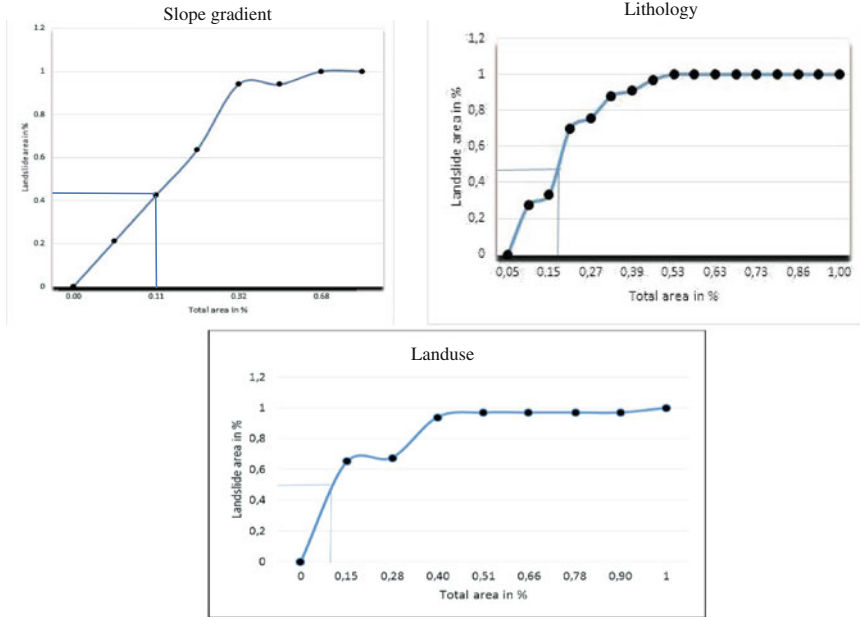 Slope gradient
1.2
1
0.8
0.6
0.4
0.2
0
Landslide area in %
0.00 0.11 0.32 0.68
Total area in %
Lithology
1,2
1
0,8
0,6
0,4
0,2
0
Landslide area in %
0,05 0,15 0,27 0,39 0,53 0,63 0,73 0,86 1,00
Total area in %
Landuse
1,2
1
0,8
0,6
0,4
0,2
0
Landslide area in %
0 0,15 0,28 0,40 0,51 0,66 0,78 0,90 1
Total area in %